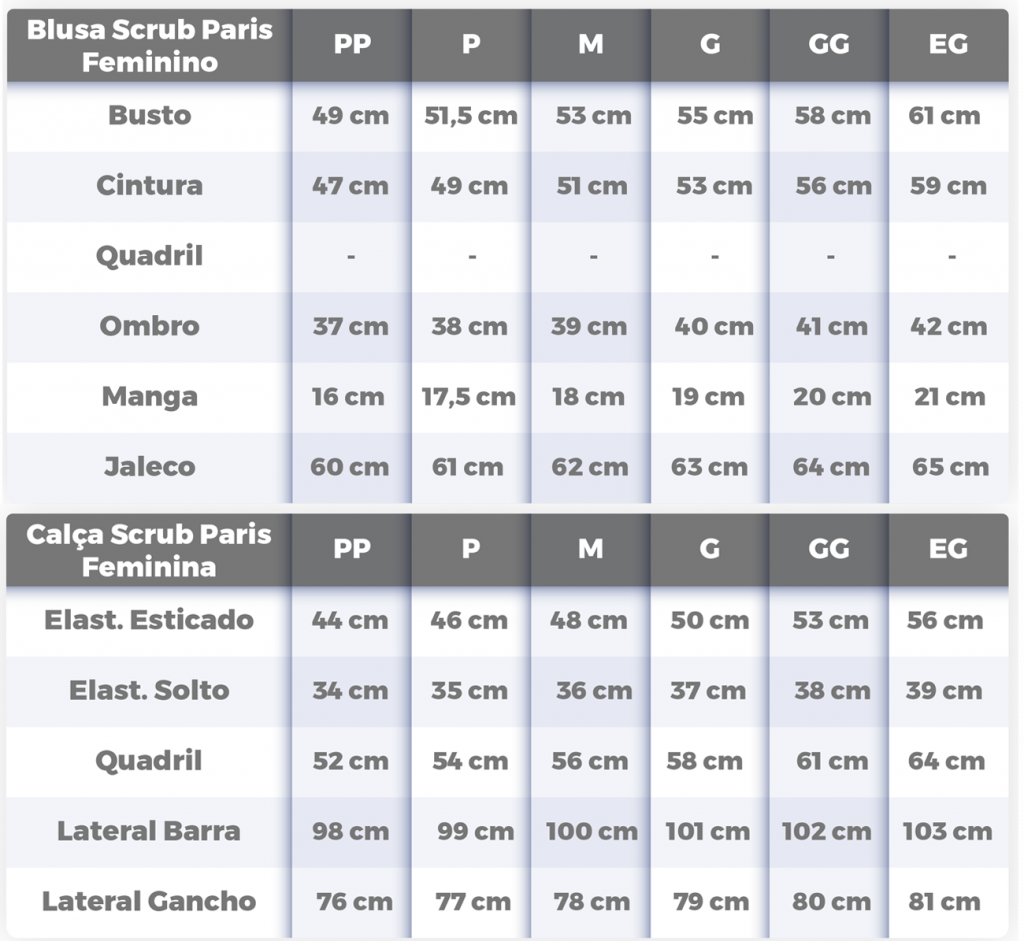 Blusa Scrub Paris
Feminino PP P M G GG EG
Busto 49 cm 51,5 cm 53 cm 55 cm 58 cm 61 cm
Cintura 47 cm 49 cm 51 cm 53 cm 56 cm 59 cm
Quadril - - - - - -
Ombro 37 cm 38 cm 39 cm 40 cm 41 cm 42 cm
Manga 16 cm 17,5 cm 18 cm 19 cm 20 cm 21 cm
Jaleco 60 cm 61 cm 62 cm 63 cm 64 cm 65 cm
Calça Scrub Paris
Feminina PP P M G GG EG
Elast. Esticado 44 cm 46 cm 48 cm 50 cm 53 cm 56 cm
Elast. Solto 34 cm 35 cm 36 cm 37 cm 38 cm 39 cm
Quadril 52 cm 54 cm 56 cm 58 cm 61 cm 64 cm
Lateral Barra 98 cm 99 cm 100 cm 101 cm 102 cm 103 cm
Lateral Gancho 76 cm 77 cm 78 cm 79 cm 80 cm 81 cm